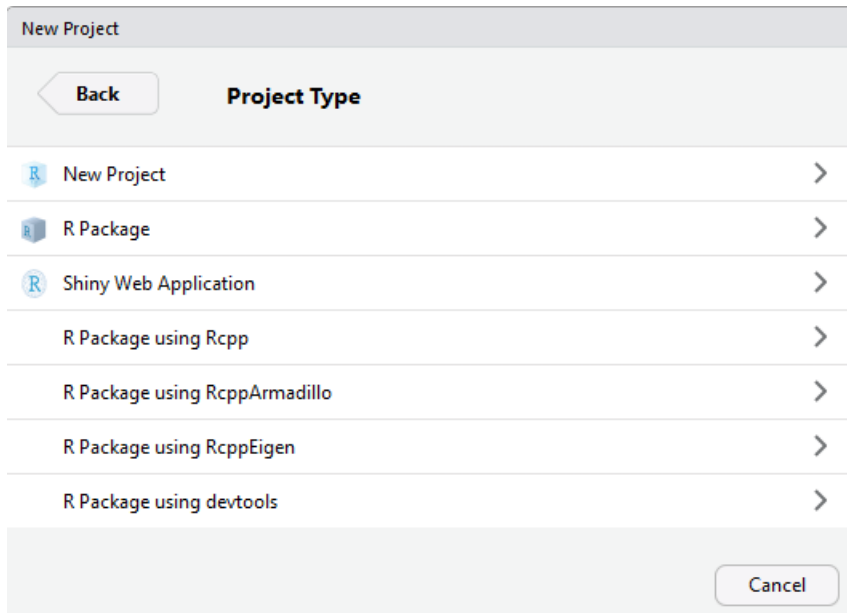 New Project
Back
Project Type
New Project
R Package
Shiny Web Application
R Package using Rcpp
R Package using RcppArmadillo
R Package using RcppEigen
R Package using devtools
Cancel